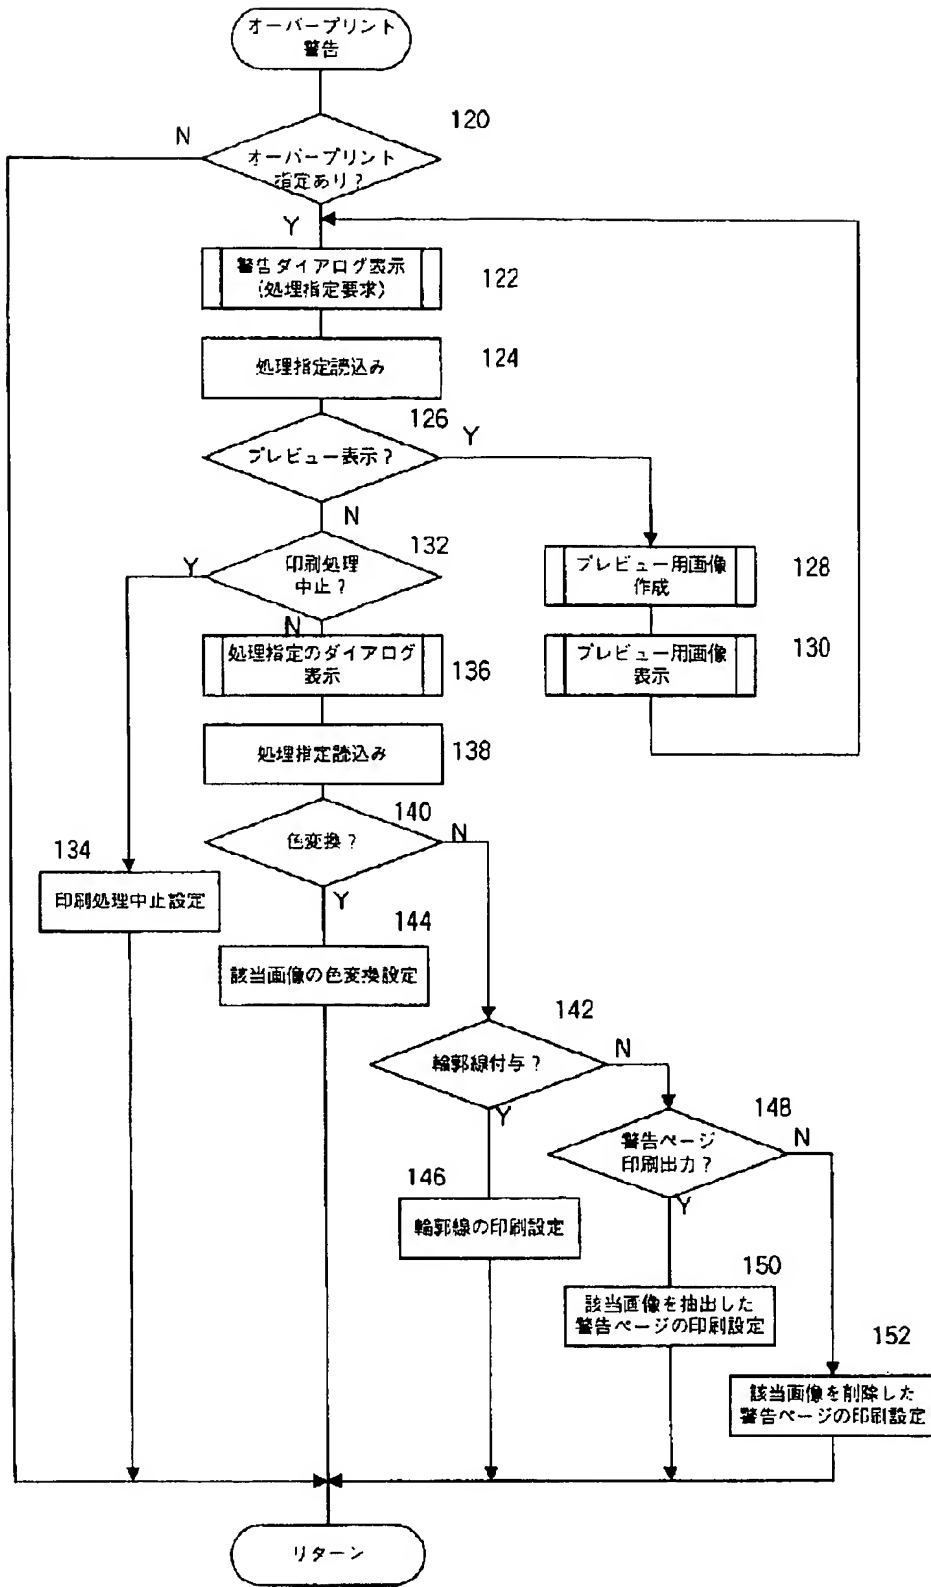 オーバープリント
警告
120
N
オーバープリント
指定あり？
Y
警告ダイアログ表示
(処理指定要求)
122
処理指定読込み
124
126
プレビュー表示？
Y
N
132
Y
印刷処理
中止？
N
プレビュー用画像
作成
128
処理指定のダイアログ
表示
136
プレビュー用画像
表示
130
処理指定読込み
138
140
色変換？
N
Y
134
印刷処理中止設定
144
該当画像の色変換設定
142
輪郭線付与？
N
Y
148
警告ページ
印刷出力？
N
Y
146
輪郭線の印刷設定
150
該当画像を抽出した
警告ページの印刷設定
152
該当画像を削除した
警告ページの印刷設定
リターン